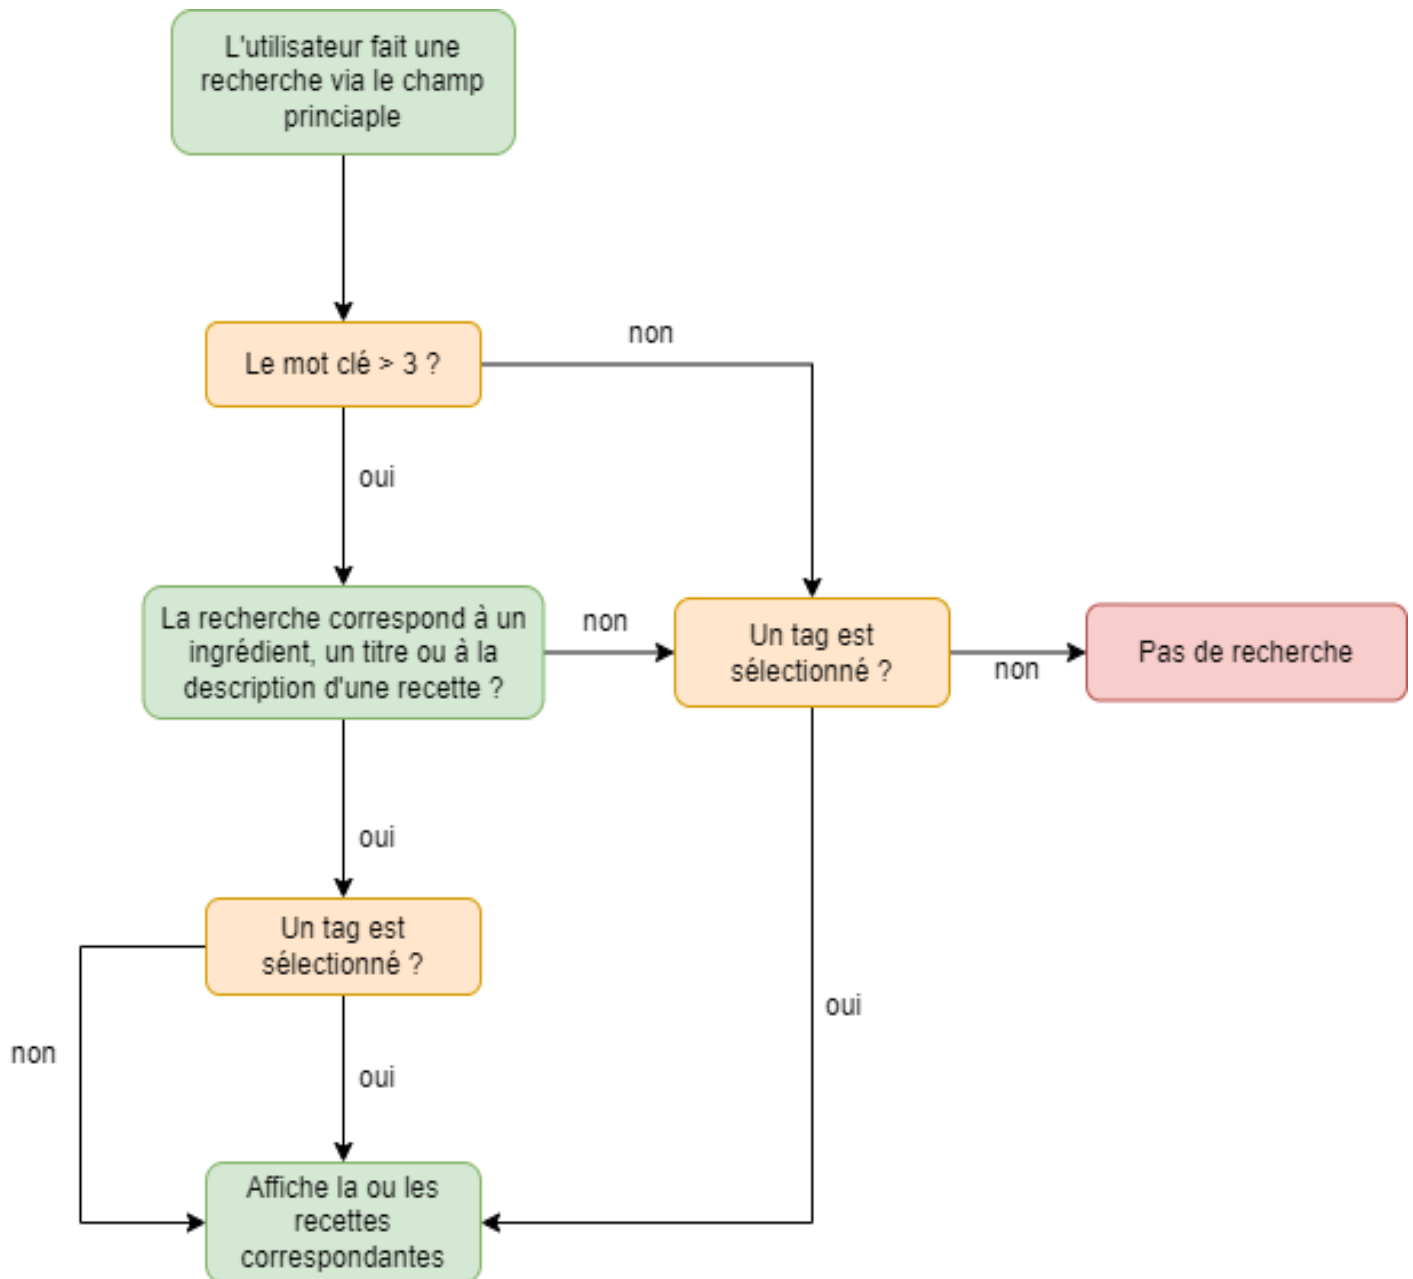 L'utilisateur fait une
recherche via le champ
princiaple
Le mot clé > 3 ?
non
oui
La recherche correspond à un
ingrédient, un titre ou à la
description d'une recette ?
non
Un tag est
sélectionné ?
non
Pas de recherche
oui
Un tag est
sélectionné ?
oui
non
oui
Affiche la ou les
recettes
correspondantes